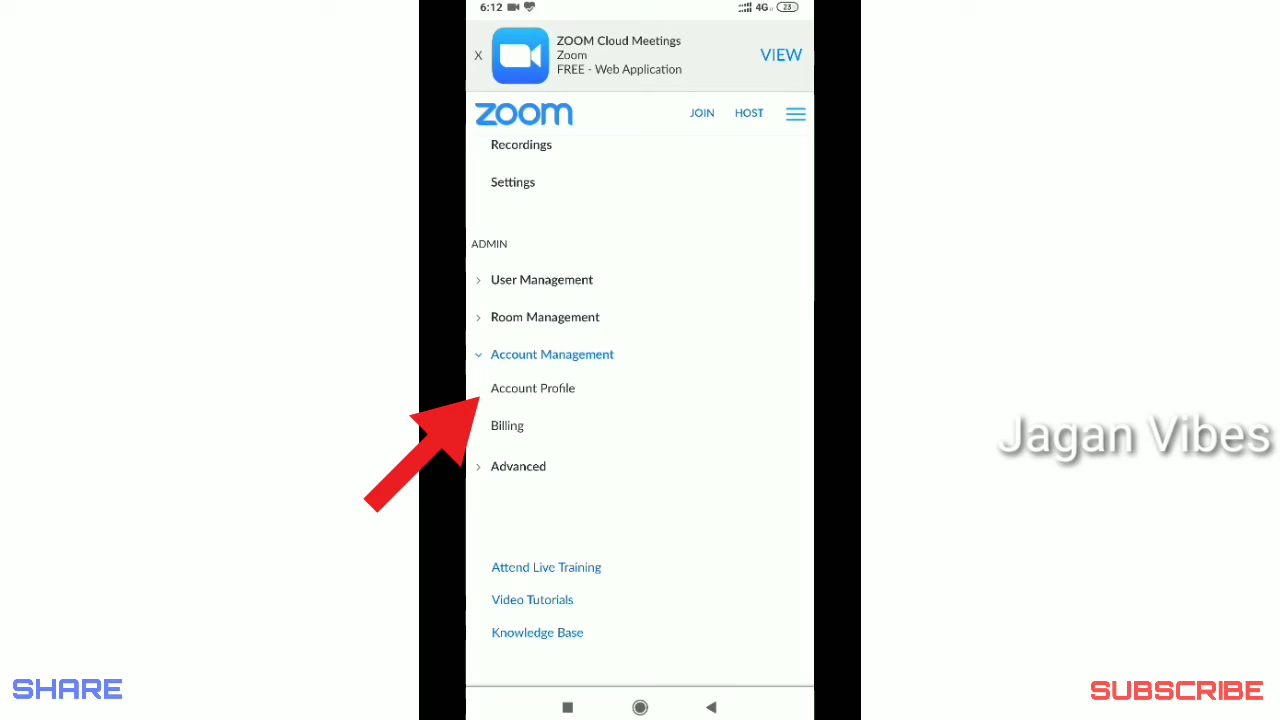 6:12
4G
23
X
ZOOM Cloud Meetings
Zoom
FREE - Web Application
VIEW
zoom
JOIN
HOST
Recordings
Settings
ADMIN
User Management
Room Management
Account Management
Account Profile
Billing
Advanced
Attend Live Training
Video Tutorials
Knowledge Base
Jagan Vibes
SHARE
SUBSCRIBE